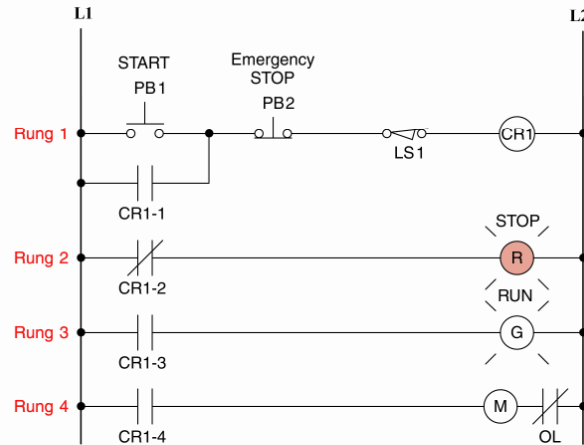 L1
L2
START
PB1
Emergency
STOP
PB2
Rung 1
LS1
CR1
CR1-1
STOP
Rung 2
R
CR1-2
RUN
Rung 3
G
CR1-3
Rung 4
M
CR1-4
OL